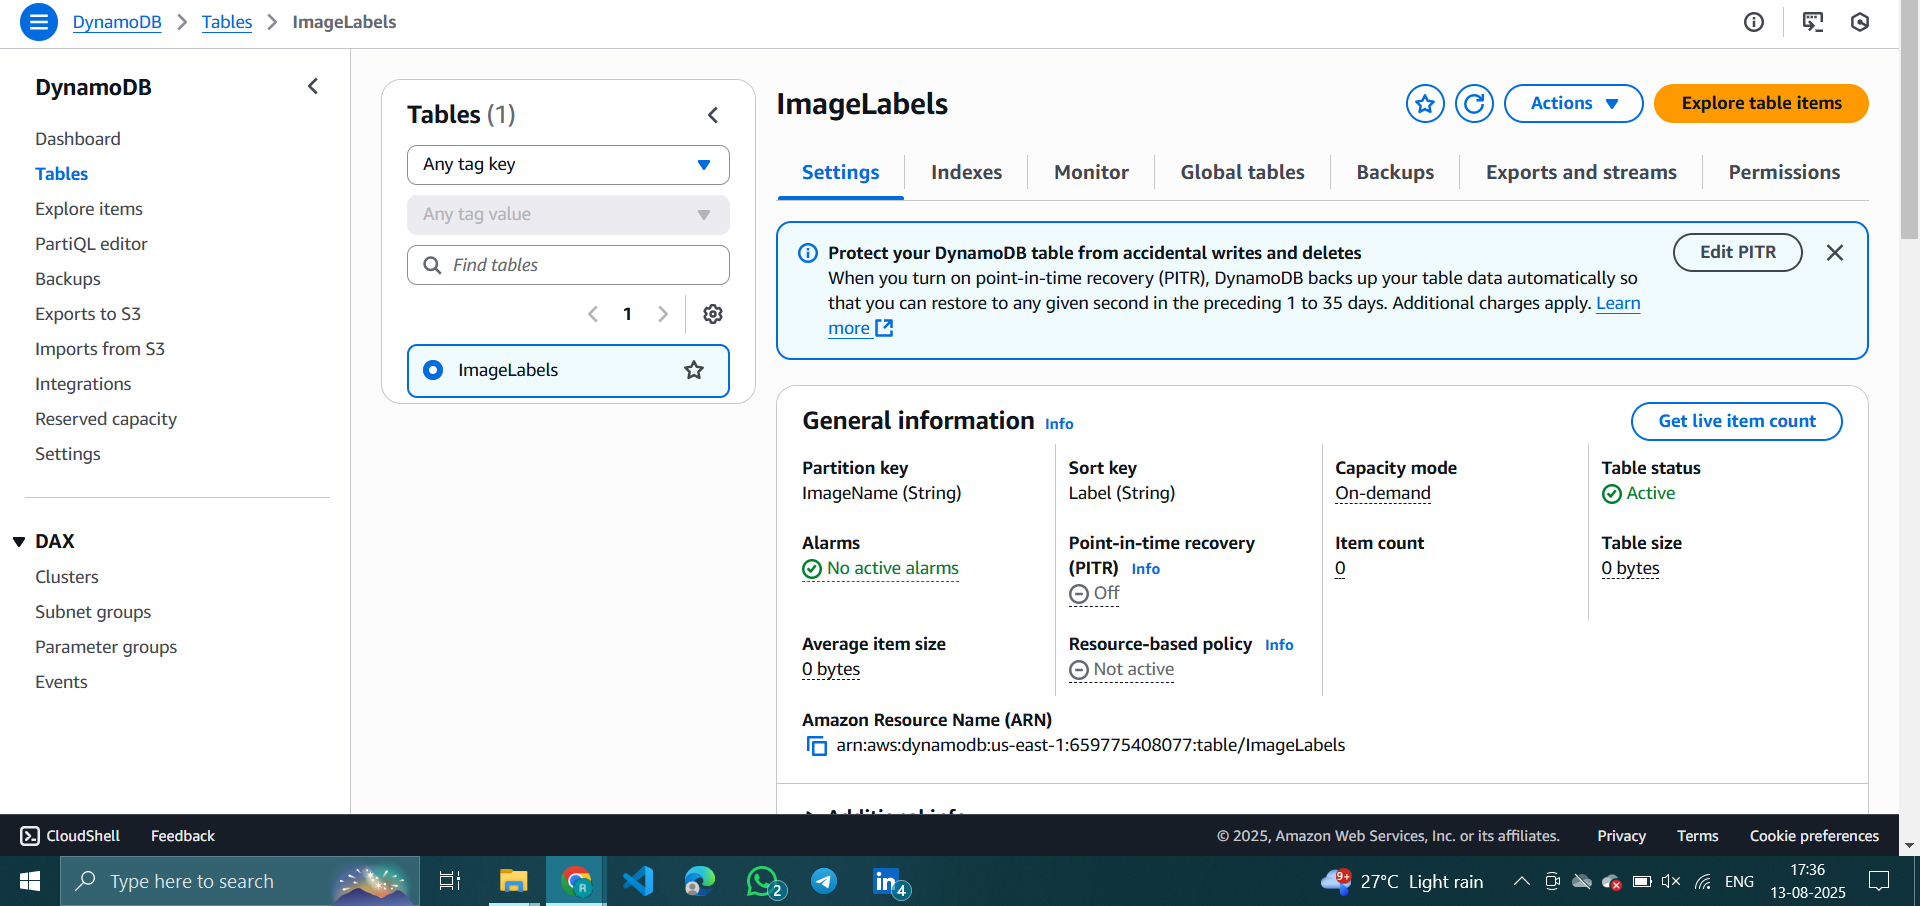 DynamoDB > Tables > ImageLabels
DynamoDB
Dashboard
Tables
Explore items
PartiQL editor
Backups
Exports to S3
Imports from S3
Integrations
Reserved capacity
Settings
DAX
Clusters
Subnet groups
Parameter groups
Events
Tables (1)
Any tag key
Any tag value
Find tables
1
ImageLabels
ImageLabels
Actions
Explore table items
Settings
Indexes
Monitor
Global tables
Backups
Exports and streams
Permissions
Protect your DynamoDB table from accidental writes and deletes
When you turn on point-in-time recovery (PITR), DynamoDB backs up your table data automatically so
that you can restore to any given second in the preceding 1 to 35 days. Additional charges apply. Learn
more
Edit PITR
General information Info
Get live item count
Partition key
ImageName (String)
Sort key
Label (String)
Capacity mode
On-demand
Table status
Active
Alarms
No active alarms
Point-in-time recovery
(PITR) Info
Off
Item count
0
Table size
0 bytes
Average item size
0 bytes
Resource-based policy Info
Not active
Amazon Resource Name (ARN)
arn:aws:dynamodb:us-east-1:659775408077:table/ImageLabels
Additional info
CloudShell
Feedback
© 2025, Amazon Web Services, Inc. or its affiliates.
Privacy
Terms
Cookie preferences
Type here to search
R
2
in
4
9+
27°C Light rain
ENG
17:36
13-08-2025